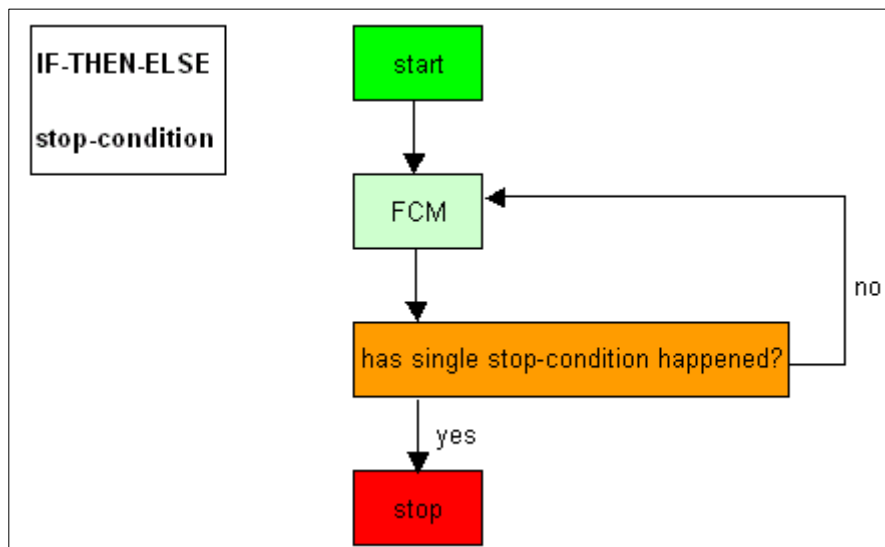 IF-THEN-ELSE
stop-condition
start
FCM
no
has single stop-condition happened?
yes
stop